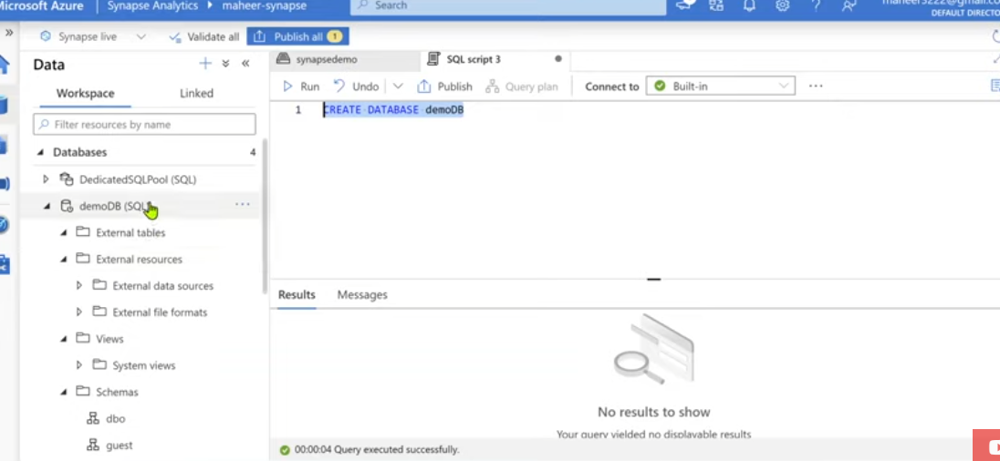 Microsoft Azure Synapse Analytics maheer-synapse Search
DEFAULT DIRECTO
Synapse live Validate all Publish all 1
Data
synapsedemo SQL script 3
Workspace Linked
Run Undo Publish Query plan Connect to Built-in
Filter resources by name
1 CREATE DATABASE demoDB
Databases 4
DedicatedSQLPool (SQL)
demoDB (SQL
External tables
External resources
External data sources
External file formats
Views
System views
Schemas
dbo
guest
Results Messages
No results to show
Your query yielded no displayable results
00:00:04 Query executed successfully.